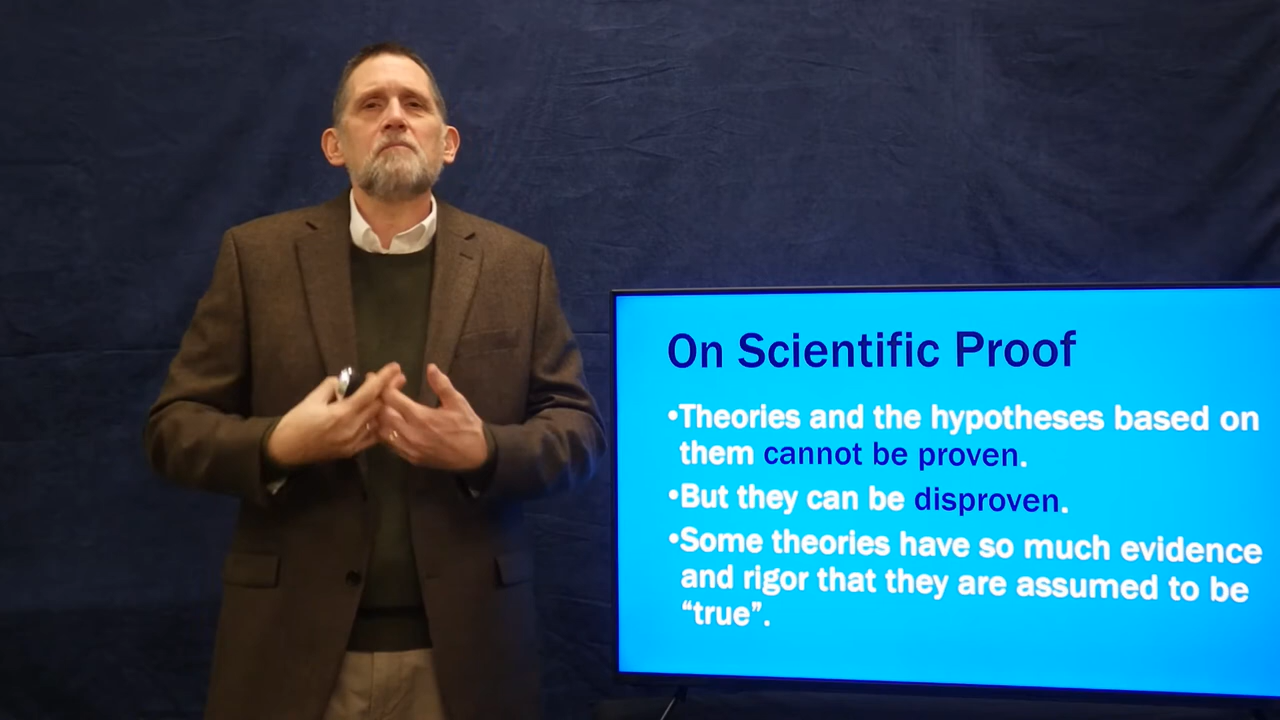 On Scientific Proof
•Theories and the hypotheses based on
them cannot be proven.
•But they can be disproven.
•Some theories have so much evidence
and rigor that they are assumed to be
“true”.